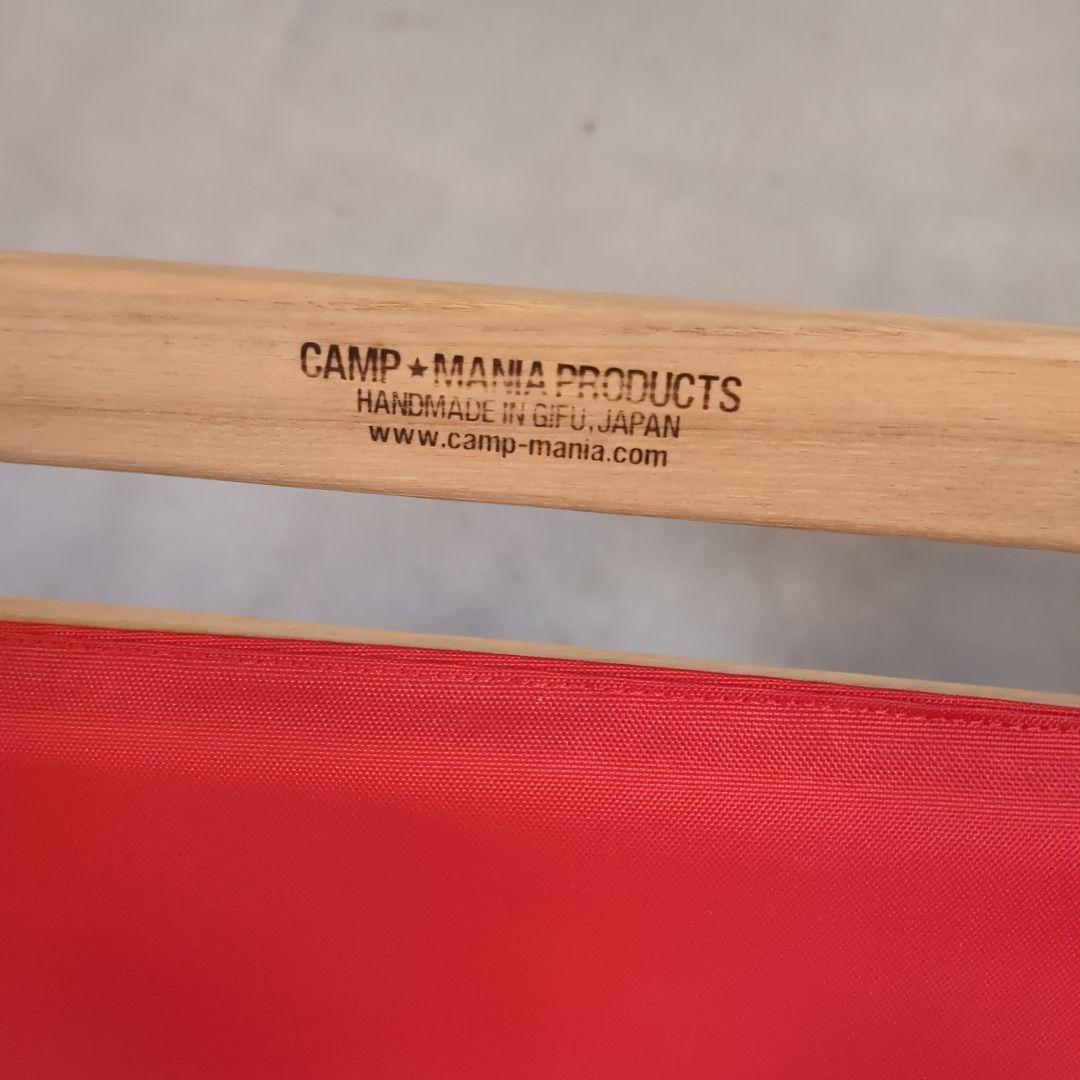 CAMP★MANIA PRODUCTS
HANDMADE IN GIFU, JAPAN
www.camp-mania.com